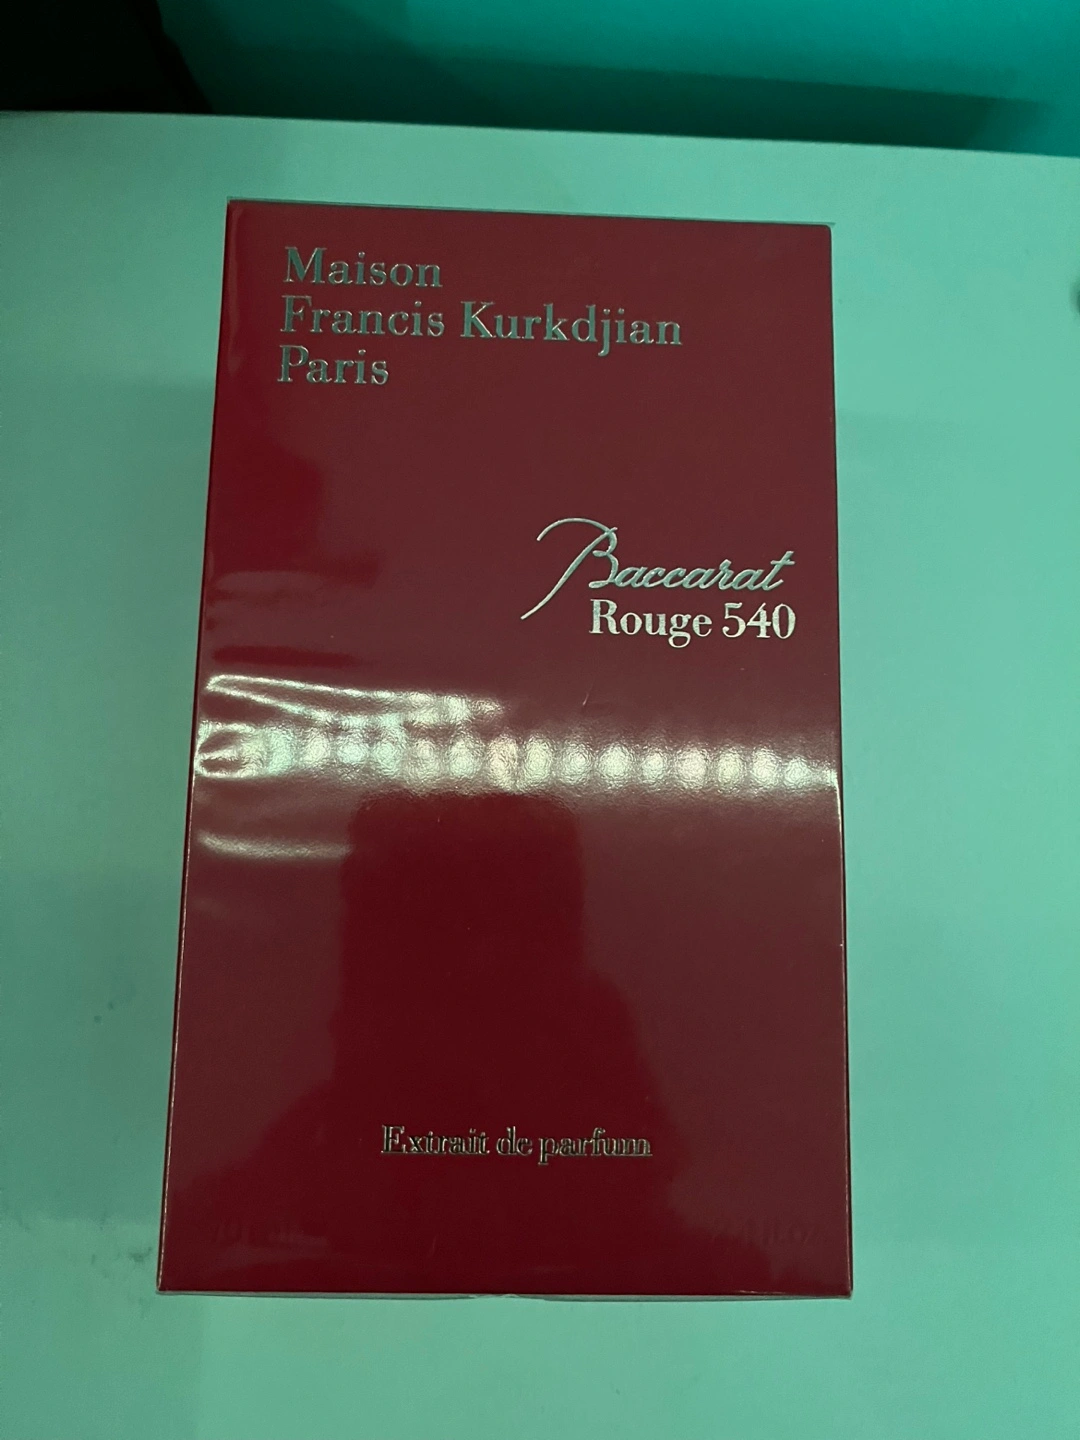 Maison
Francis Kurkdjian
Paris
Baccarat
Rouge 540
Extrait de parfum